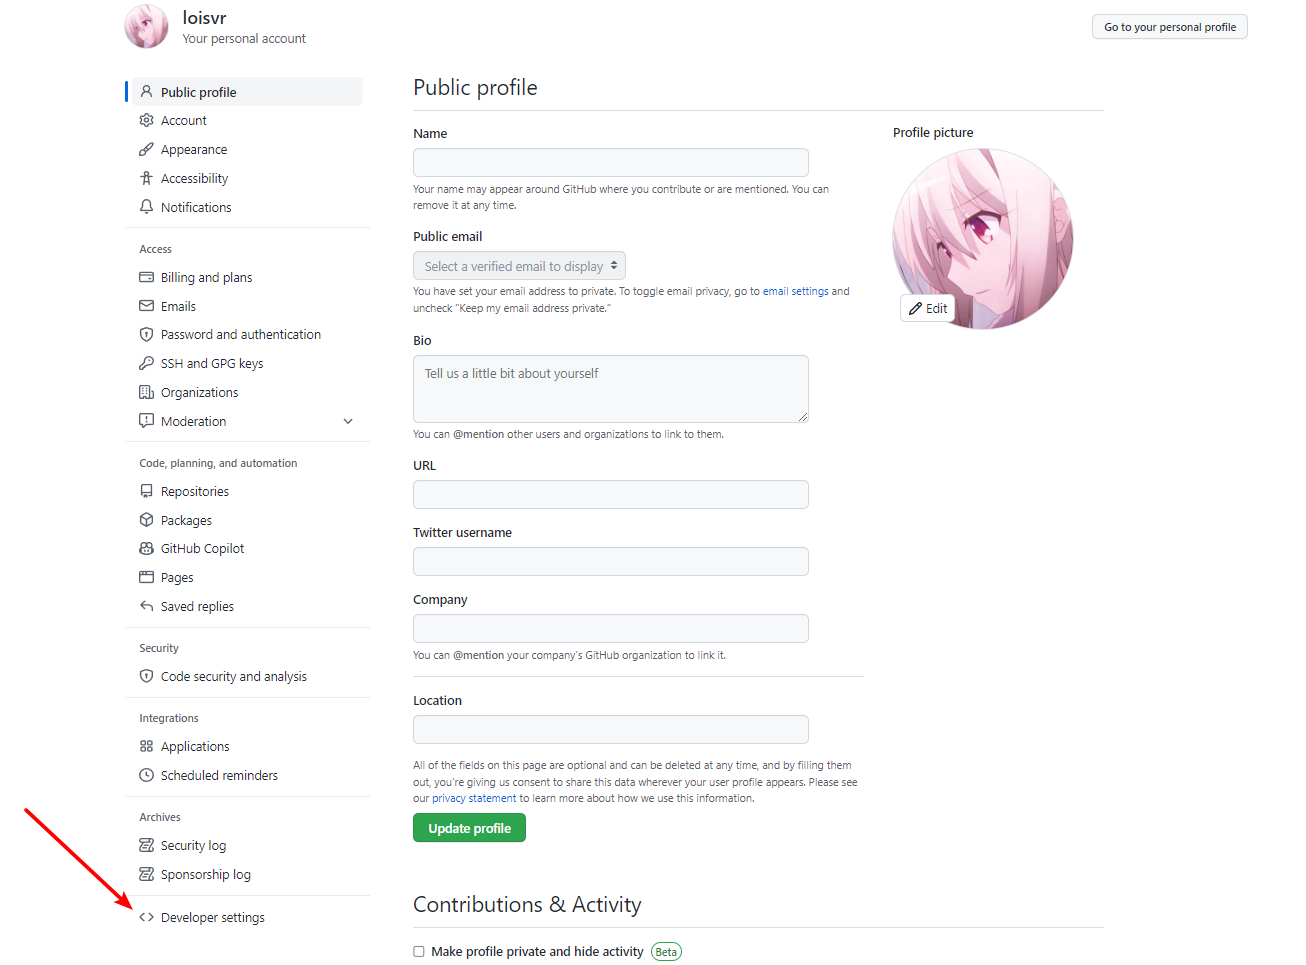 loisvr
Your personal account
Go to your personal profile
Public profile
Account
Appearance
Accessibility
Notifications
Access
Billing and plans
Emails
Password and authentication
SSH and GPG keys
Organizations
Moderation
Code, planning, and automation
Repositories
Packages
GitHub Copilot
Pages
Saved replies
Security
Code security and analysis
Integrations
Applications
Scheduled reminders
Archives
Security log
Sponsorship log
Developer settings
Public profile
Name
Your name may appear around GitHub where you contribute or are mentioned. You can
remove it at any time.
Public email
Select a verified email to display
You have set your email address to private. To toggle email privacy, go to email settings and
uncheck "Keep my email address private."
Bio
Tell us a little bit about yourself
You can @mention other users and organizations to link to them.
URL
Twitter username
Company
You can @mention your company's GitHub organization to link it.
Location
All of the fields on this page are optional and can be deleted at any time, and by filling them
out, you're giving us consent to share this data wherever your user profile appears. Please see
our privacy statement to learn more about how we use this information.
Update profile
Profile picture
Edit
Contributions & Activity
Make profile private and hide activity Beta